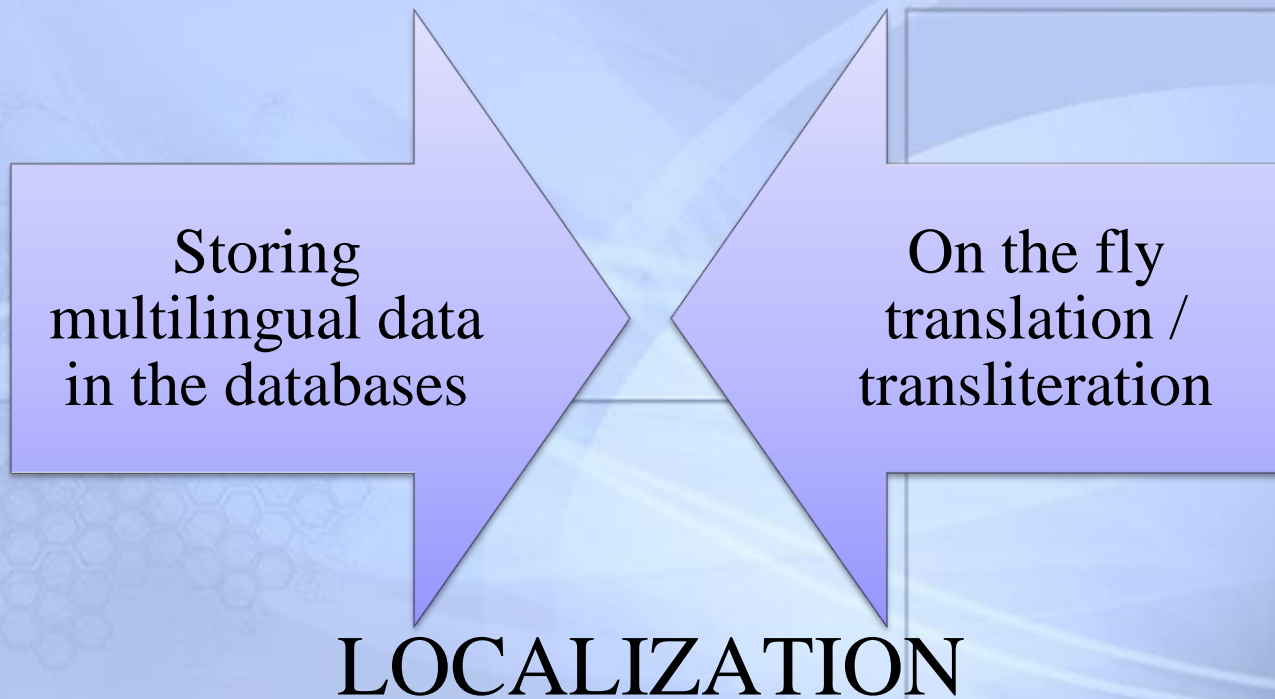 Storing
multilingual data
in the databases
On the fly
translation /
transliteration
LOCALIZATION